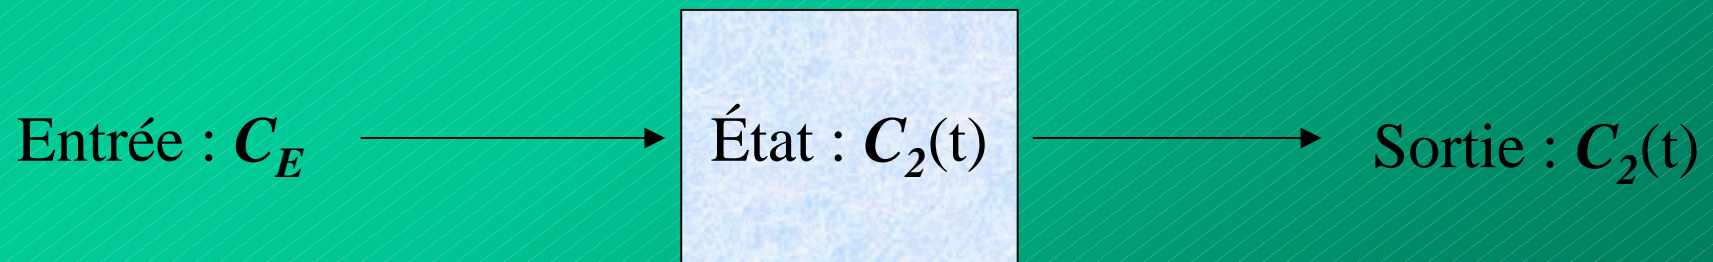 Entrée : C_E État : C_2(t) Sortie : C_2(t)